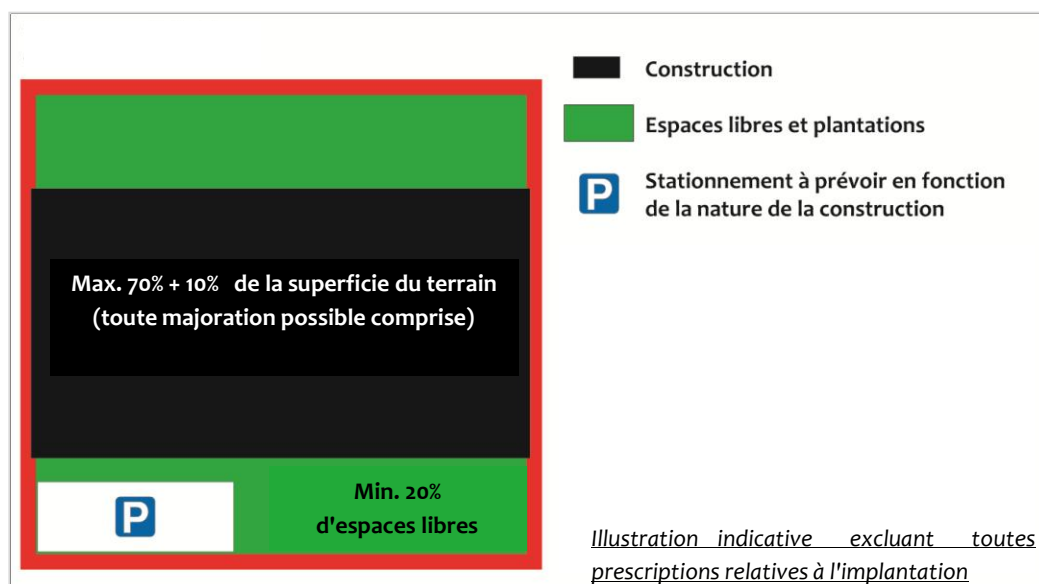 Construction
Espaces libres et plantations
P
Stationnement à prévoir en fonction
de la nature de la construction
Max. 70% + 10% de la superficie du terrain
(toute majoration possible comprise)
P
Min. 20%
d'espaces libres
Illustration indicative excluant toutes
prescriptions relatives à l'implantation